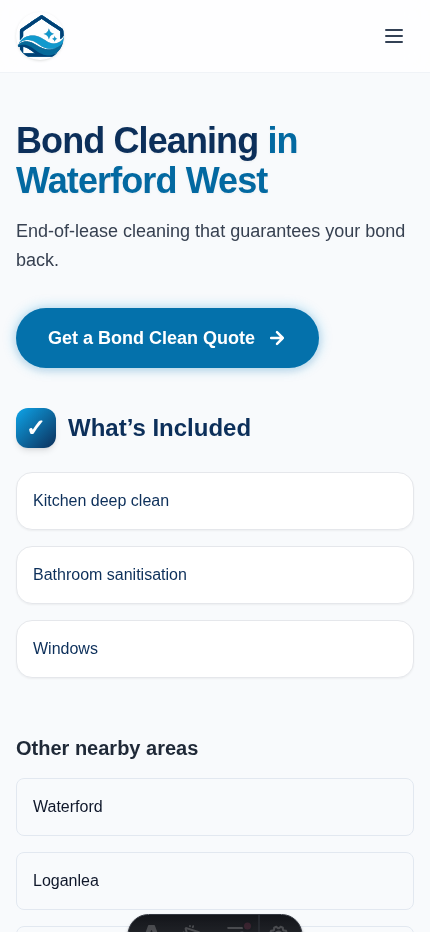 Bond Cleaning in
Waterford West
End-of-lease cleaning that guarantees your bond
back.
Get a Bond Clean Quote →
✓ What’s Included
Kitchen deep clean
Bathroom sanitisation
Windows
Other nearby areas
Waterford
Loganlea